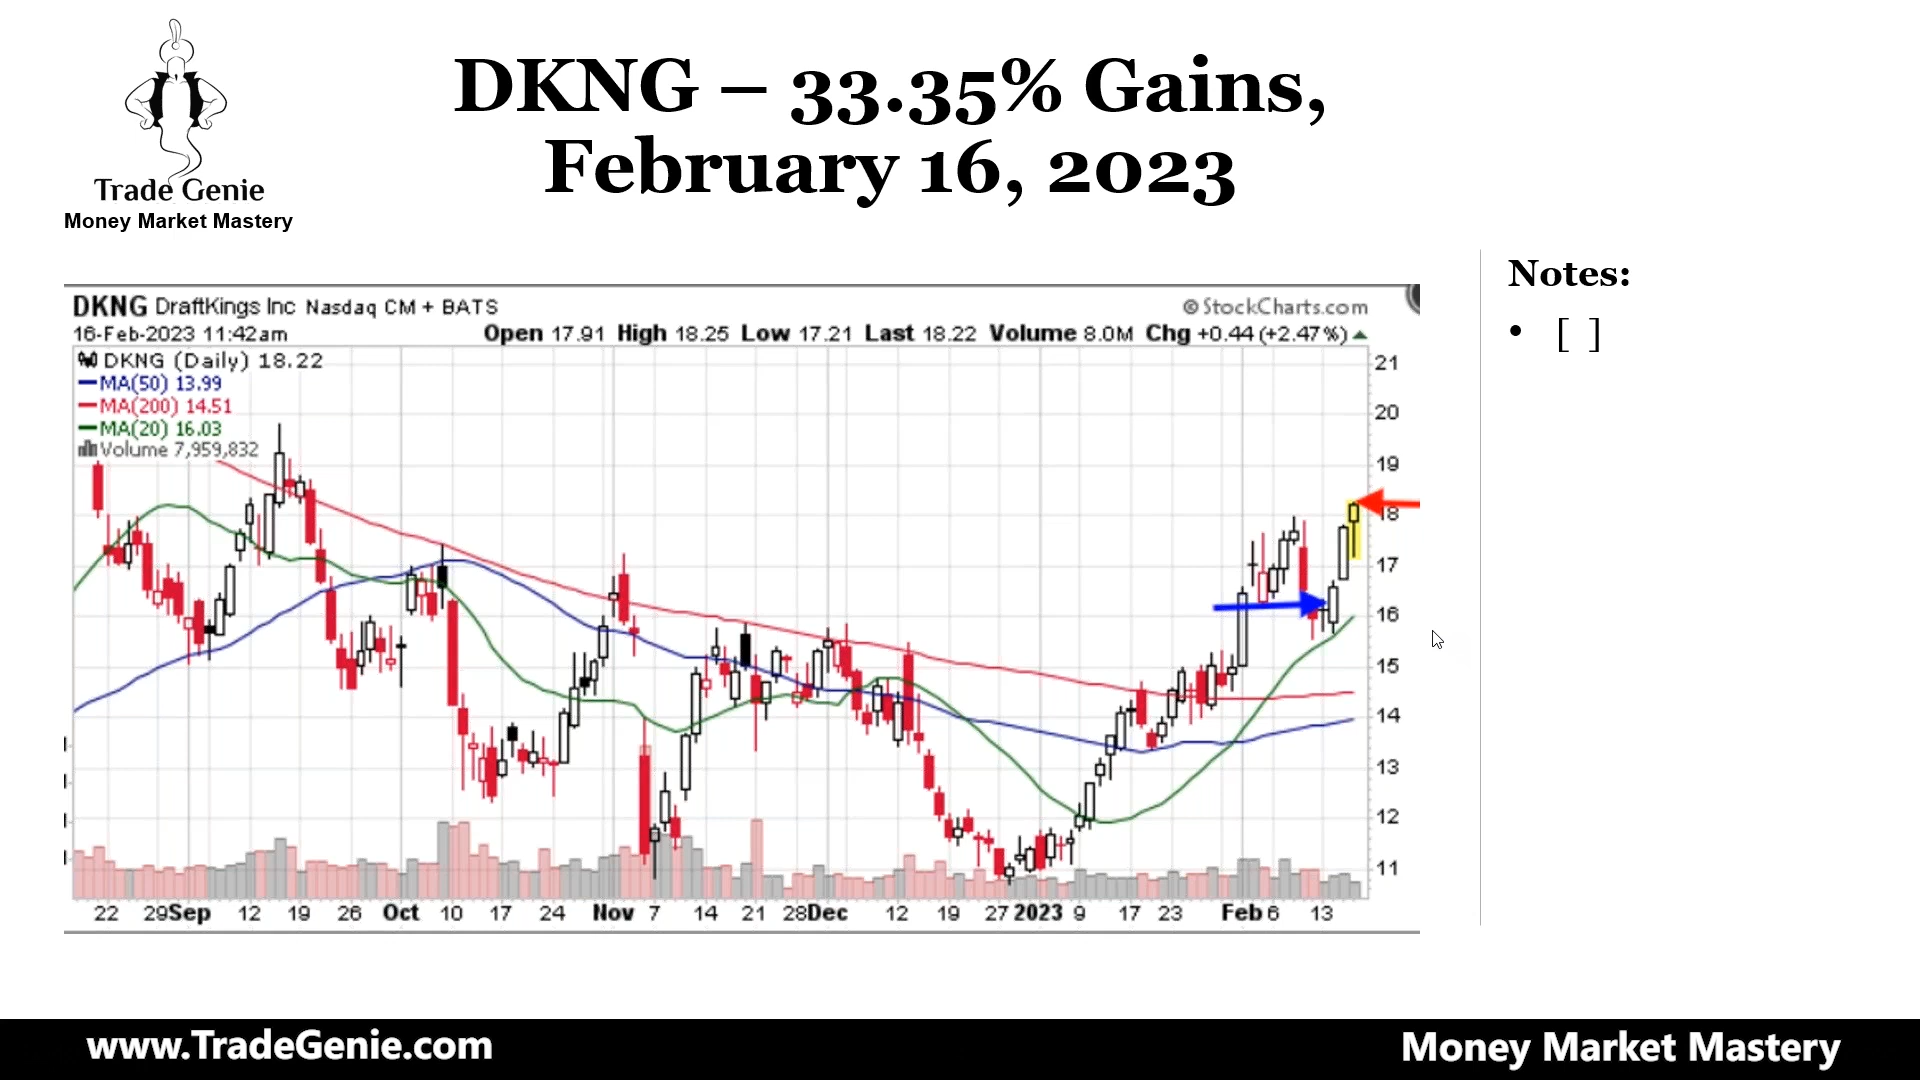 Trade Genie
Money Market Mastery
DKNG – 33.35% Gains,
February 16, 2023
Notes:
• [ ]
DKNG DraftKings Inc Nasdaq CM + BATS
© StockCharts.com
16-Feb-2023 11:42am
Open 17.91 High 18.25 Low 17.21 Last 18.22 Volume 8.0M Chg +0.44 (+2.47%)
DKNG (Daily) 18.22
MA(50) 13.99
MA(200) 14.51
MA(20) 16.03
Volume 7,959,832
21
20
19
18
17
16
15
14
13
12
11
22 29 Sep 12 19 26 Oct 10 17 24 Nov 7 14 21 28 Dec 12 19 27 2023 9 17 23 Feb 6 13
www.TradeGenie.com
Money Market Mastery